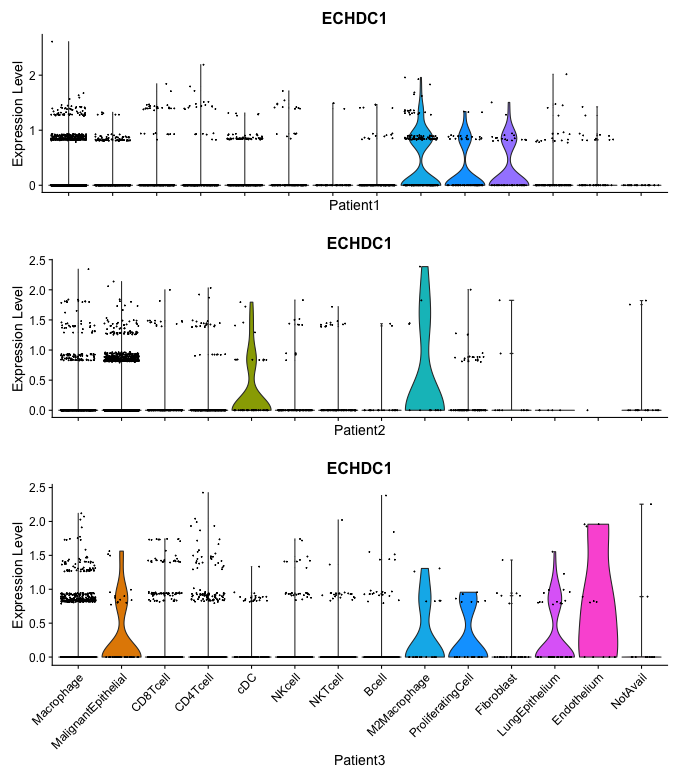 ECHDC1
Expression Level
2
1
0
Patient1
ECHDC1
Expression Level
2.5
2.0
1.5
1.0
0.5
0.0
Patient2
ECHDC1
Expression Level
2.5
2.0
1.5
1.0
0.5
0.0
Macrophage
MalignantEpithelial
CD8Tcell
CD4Tcell
cDC
NKcell
NKTcell
Bcell
M2Macrophage
ProliferatingCell
Fibroblast
LungEpithelium
Endothelium
NotAvail
Patient3